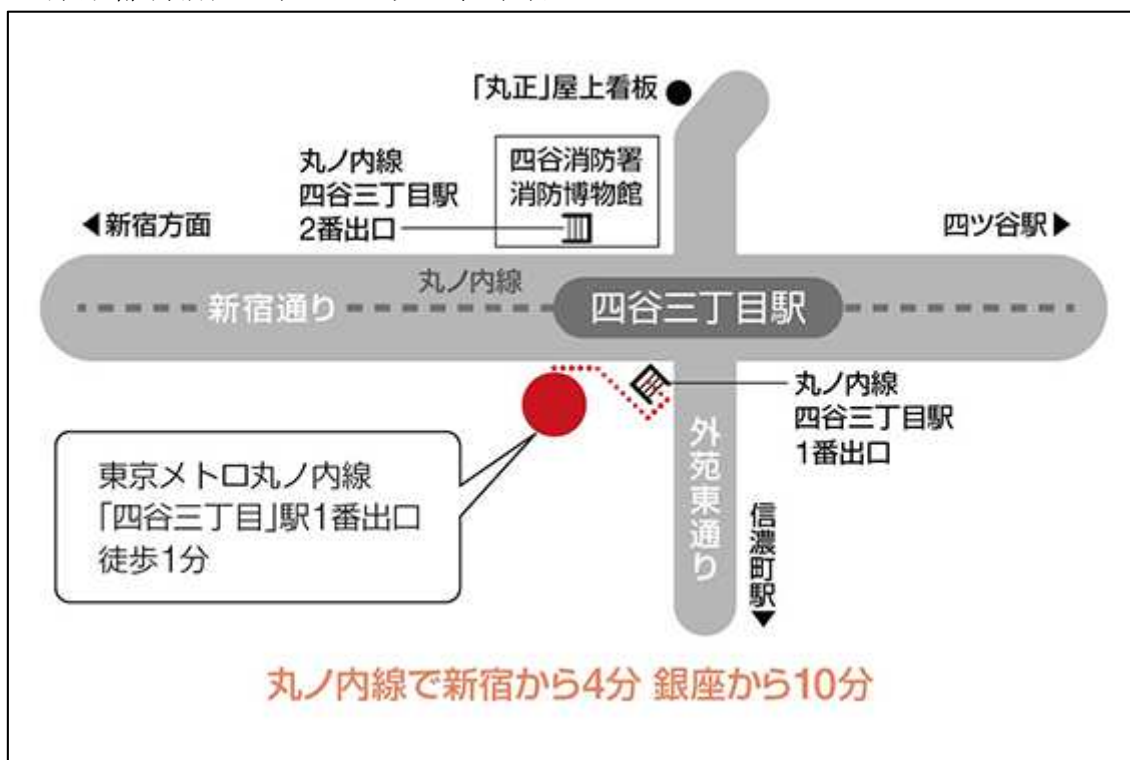 「丸正」屋上看板
丸ノ内線
四谷三丁目駅
2番出口
四谷消防署
消防博物館
◀新宿方面
四ツ谷駅▶
丸ノ内線
新宿通り
四谷三丁目駅
丸ノ内線
四谷三丁目駅
1番出口
外苑東通り
信濃町駅▼
東京メトロ丸ノ内線
「四谷三丁目」駅1番出口
徒歩1分
丸ノ内線で新宿から4分 銀座から10分